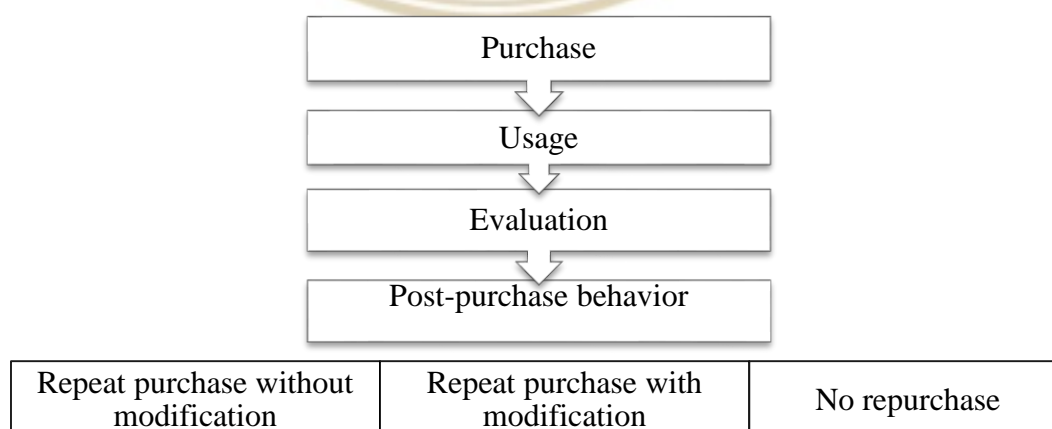 Purchase
Usage
Evaluation
Post-purchase behavior
Repeat purchase without
modification
Repeat purchase with
modification
No repurchase